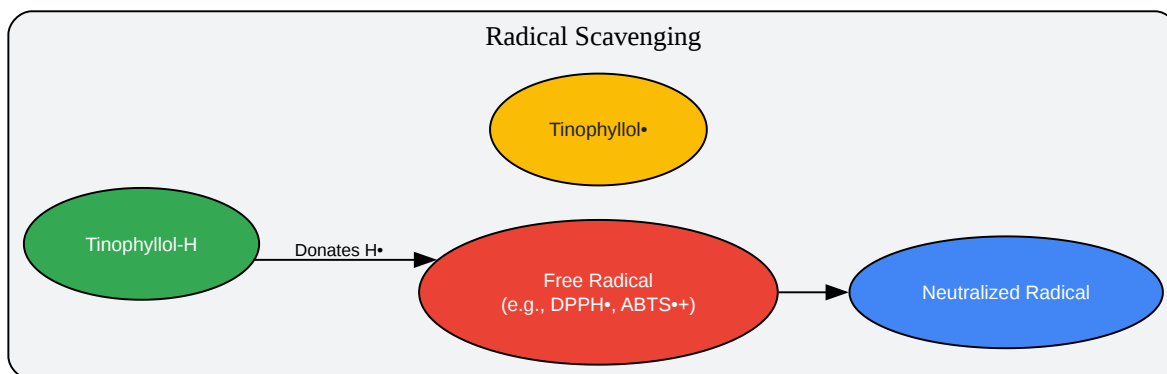 Radical Scavenging
Tinophyllol•
Tinophyllol-H
Donates H•
Free Radical
(e.g., DPPH•, ABTS•+)
Neutralized Radical